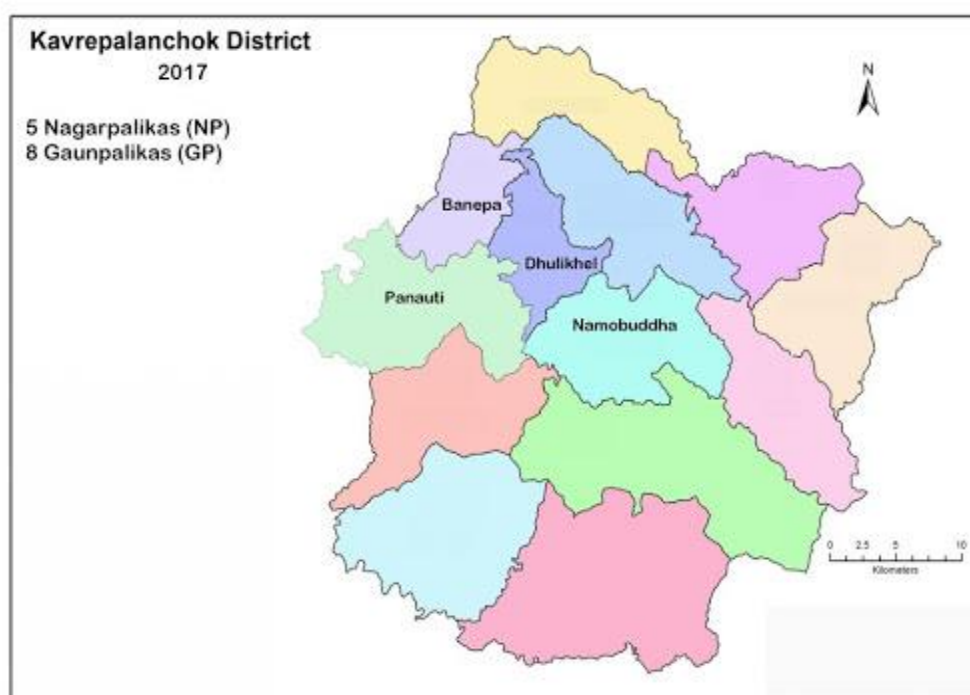 Kavrepalanchok District
2017
5 Nagarpalikas (NP)
8 Gaunpalikas (GP)
N
Banepa
Dhulikhel
Panauti
Namobuddha
0 2.5 5 10
Kilometers